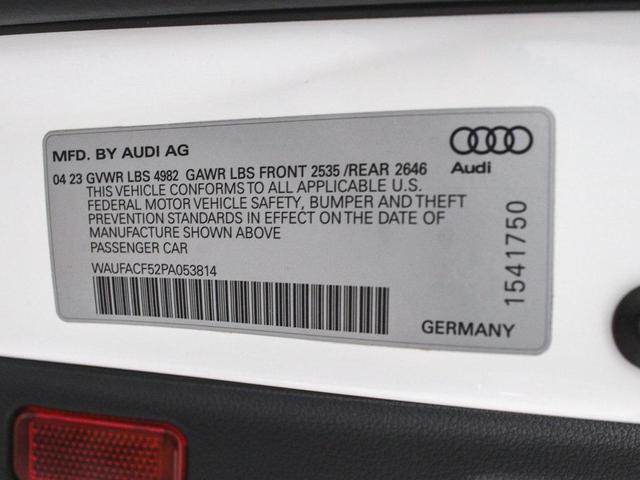 MFD. BY AUDI AG
Audi
04 23 GVWR LBS 4982 GAWR LBS FRONT 2535 /REAR 2646
THIS VEHICLE CONFORMS TO ALL APPLICABLE U.S.
FEDERAL MOTOR VEHICLE SAFETY, BUMPER AND THEFT
PREVENTION STANDARDS IN EFFECT ON THE DATE OF
MANUFACTURE SHOWN ABOVE
PASSENGER CAR
WAUFACF52PA053814
1541750
GERMANY